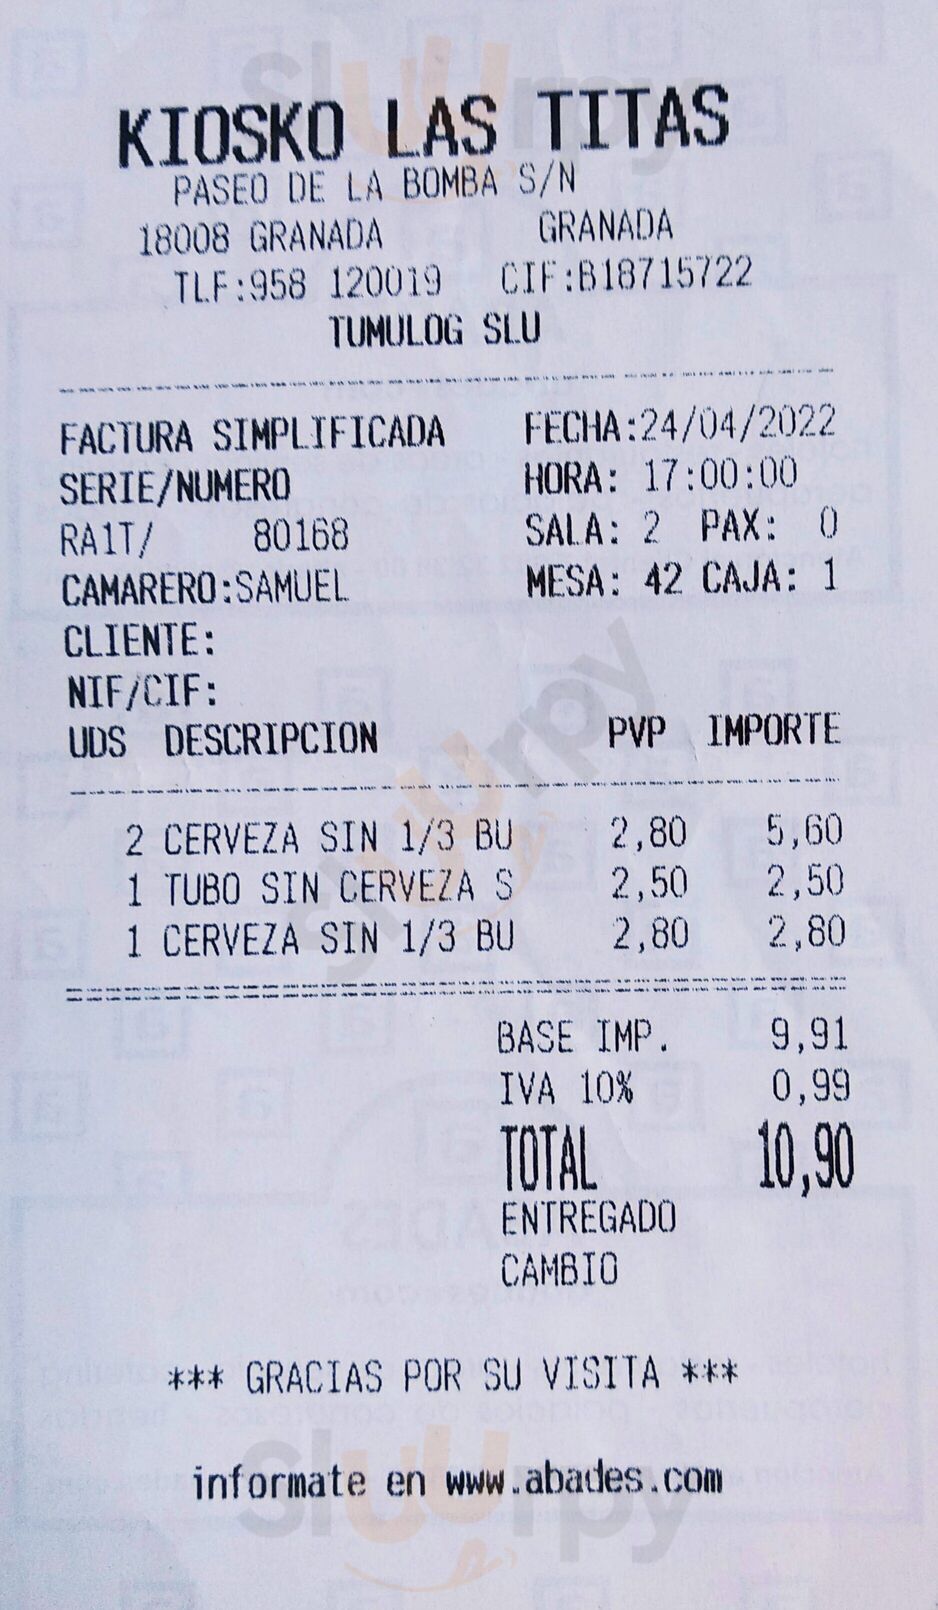 KIOSKO LAS TITAS
PASEO DE LA BOMBA S/N
18008 GRANADA GRANADA
TLF:958 120019 CIF:B18715722
TUMULOG SLU
FACTURA SIMPLIFICADA FECHA:24/04/2022
SERIE/NUMERO HORA: 17:00:00
RA1T/ 80168 SALA: 2 PAX: 0
CAMARERO:SAMUEL MESA: 42 CAJA: 1
CLIENTE:
NIF/CIF:
UDS DESCRIPCION PVP IMPORTE
2 CERVEZA SIN 1/3 BU 2,80 5,60
1 TUBO SIN CERVEZA S 2,50 2,50
1 CERVEZA SIN 1/3 BU 2,80 2,80
BASE IMP. 9,91
IVA 10% 0,99
TOTAL 10,90
ENTREGADO
CAMBIO
*** GRACIAS POR SU VISITA ***
informate en www.abades.com
Slurpy
Slurpy
Slurpy